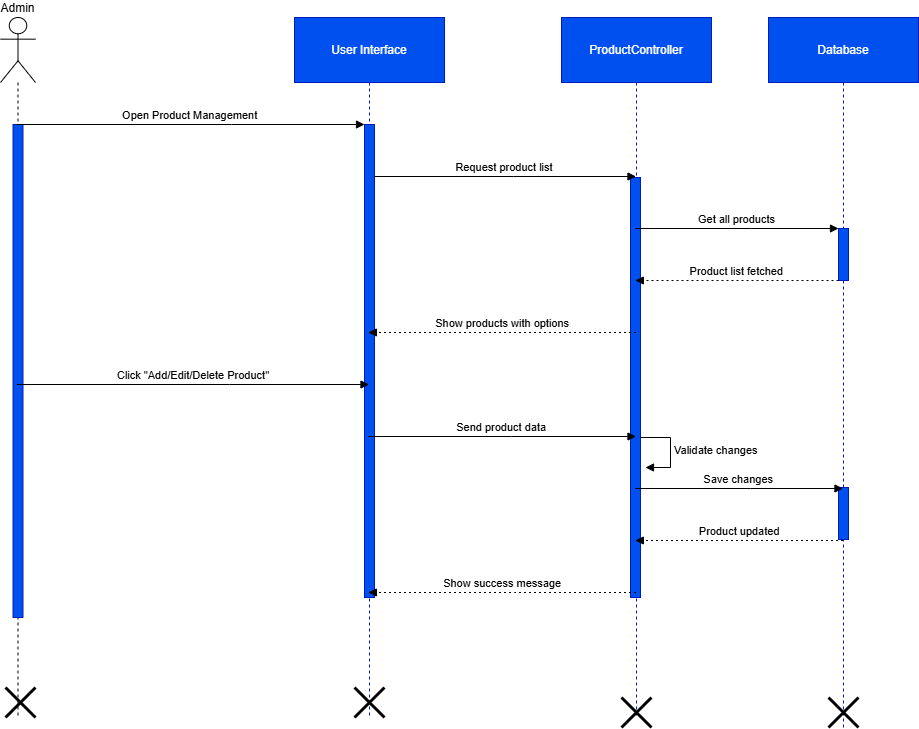 Admin
User Interface
ProductController
Database
Open Product Management
Request product list
Get all products
Product list fetched
Show products with options
Click "Add/Edit/Delete Product"
Send product data
Validate changes
Save changes
Product updated
Show success message